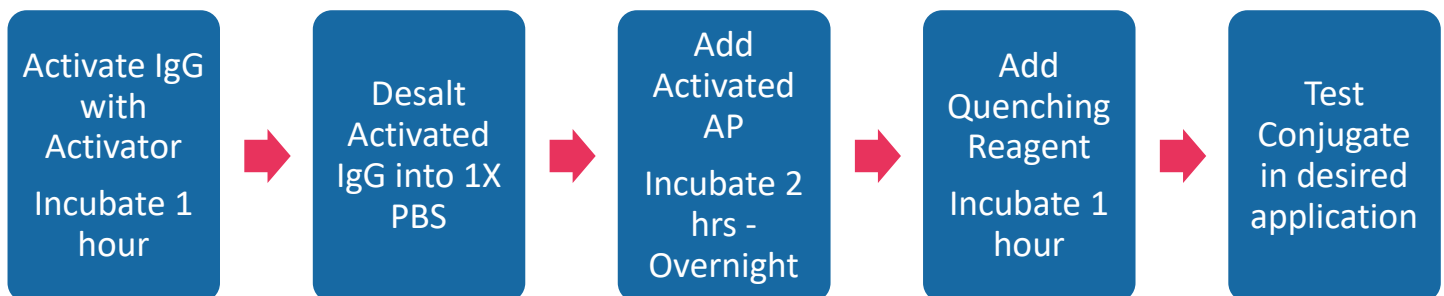 Activate IgG
with
Activator
Incubate 1
hour
Desalt
Activated
IgG into 1X
PBS
Add
Activated
AP
Incubate 2
hrs -
Overnight
Add
Quenching
Reagent
Incubate 1
hour
Test
Conjugate
in desired
application